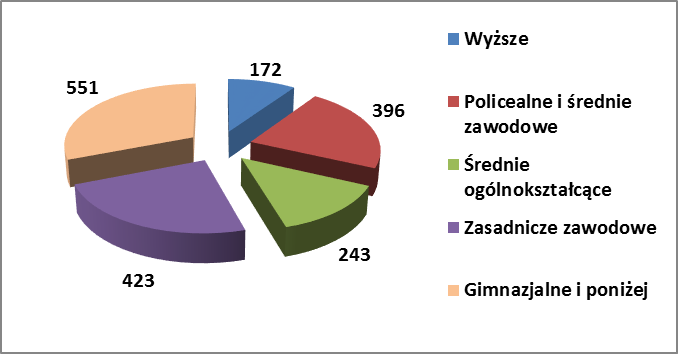 172
551
396
423
243
Wyższe
Policealne i średnie
zawodowe
Średnie
ogólnokształcące
Zasadnicze zawodowe
Gimnazjalne i poniżej